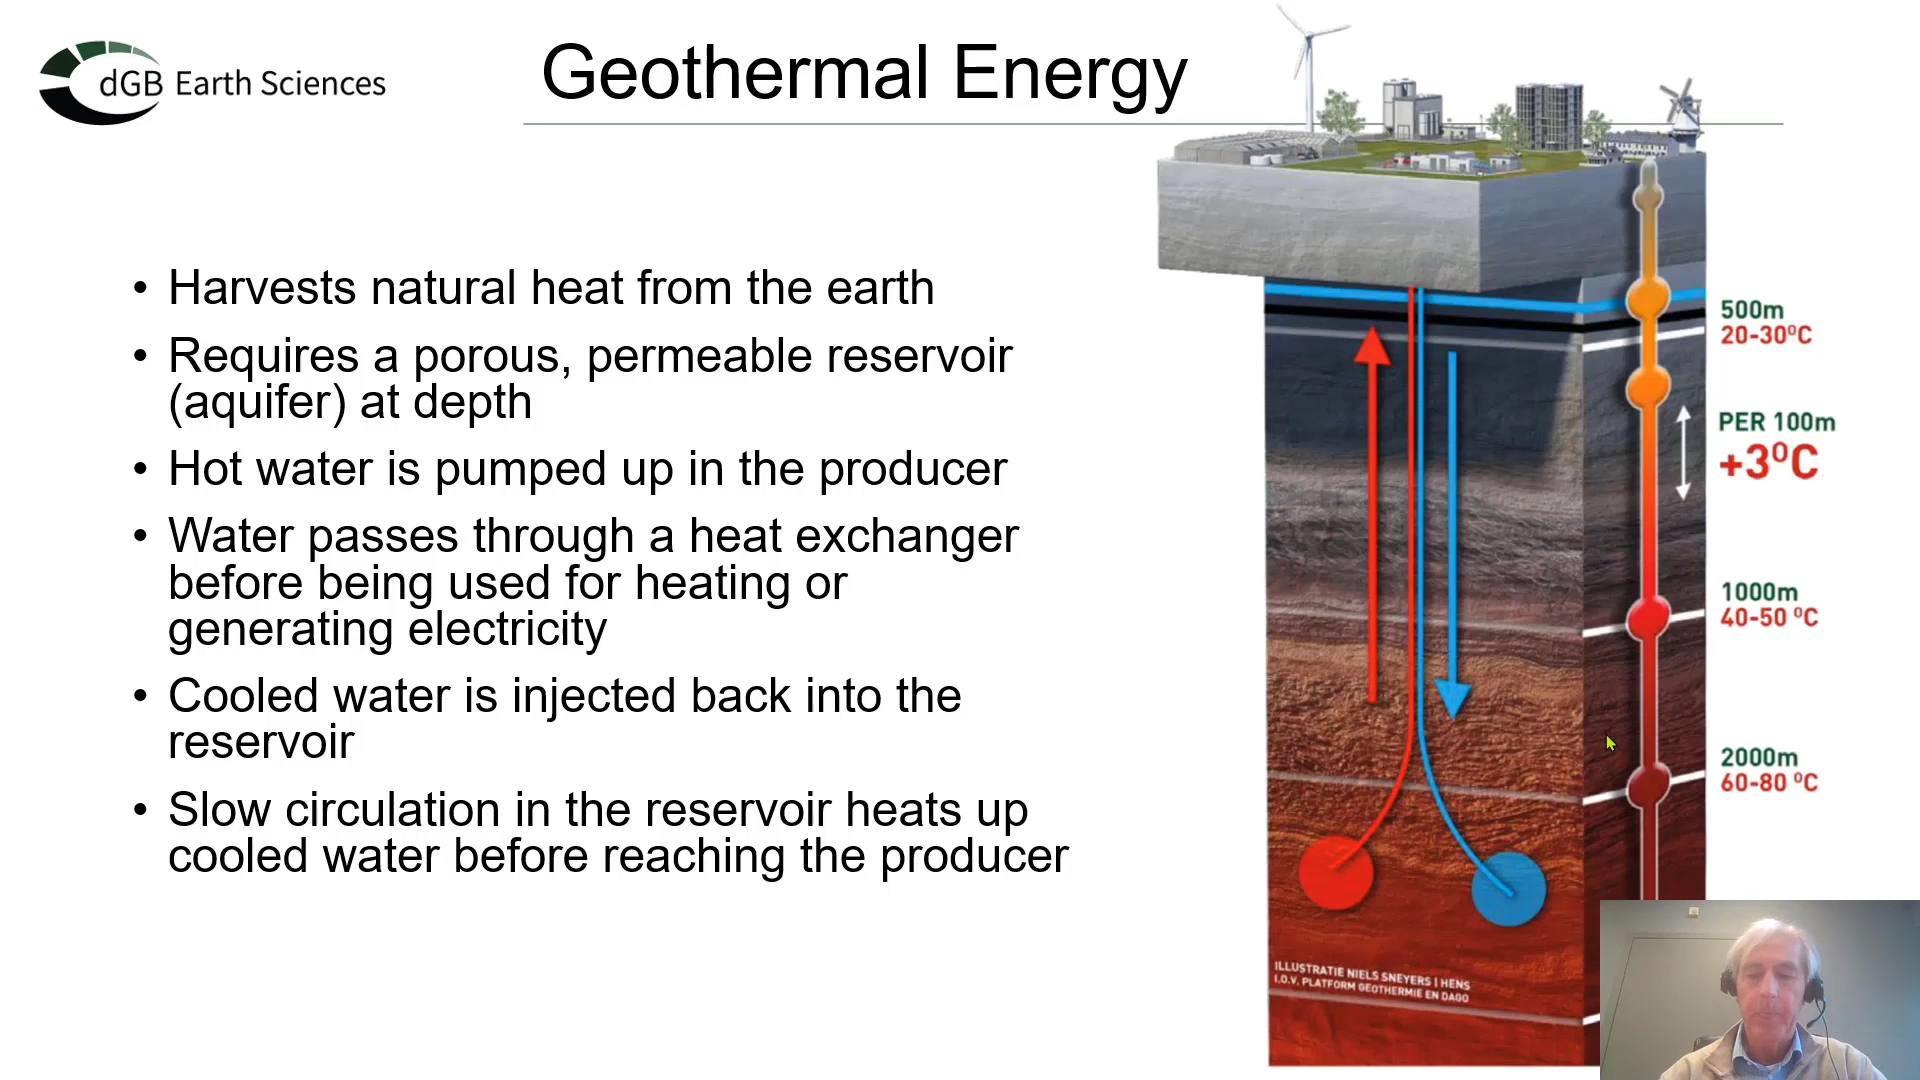 dGB Earth Sciences
Geothermal Energy
• Harvests natural heat from the earth
• Requires a porous, permeable reservoir
(aquifer) at depth
• Hot water is pumped up in the producer
• Water passes through a heat exchanger
before being used for heating or
generating electricity
• Cooled water is injected back into the
reservoir
• Slow circulation in the reservoir heats up
cooled water before reaching the producer
500m
20-30°C
PER 100m
+3°C
1000m
40-50 °C
2000m
60-80 °C
ILLUSTRATIE NIELS SNEYERS | HENS
I.O.V. PLATFORM GEOTHERMIE EN DAGO